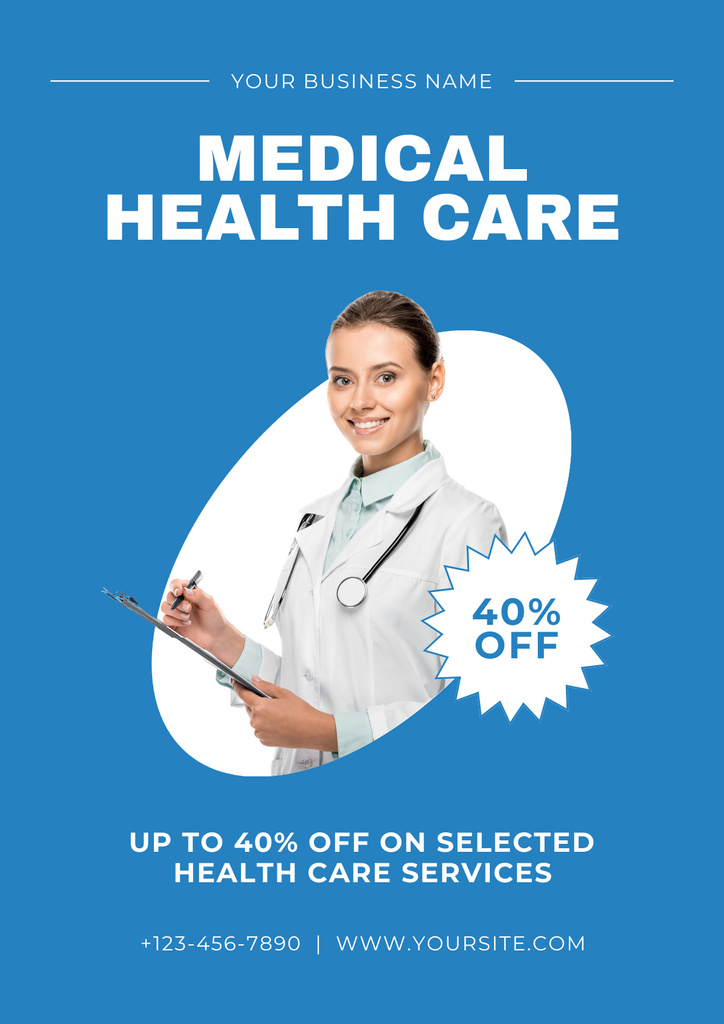 YOUR BUSINESS NAME
MEDICAL
HEALTH CARE
40%
OFF
UP TO 40% OFF ON SELECTED
HEALTH CARE SERVICES
+123-456-7890 | WWW.YOURSITE.COM